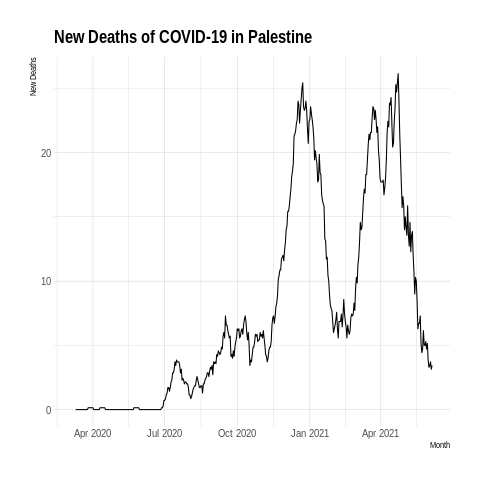 New Deaths of COVID-19 in Palestine
New Deaths
20
10
0
Apr 2020 Jul 2020 Oct 2020 Jan 2021 Apr 2021
Month